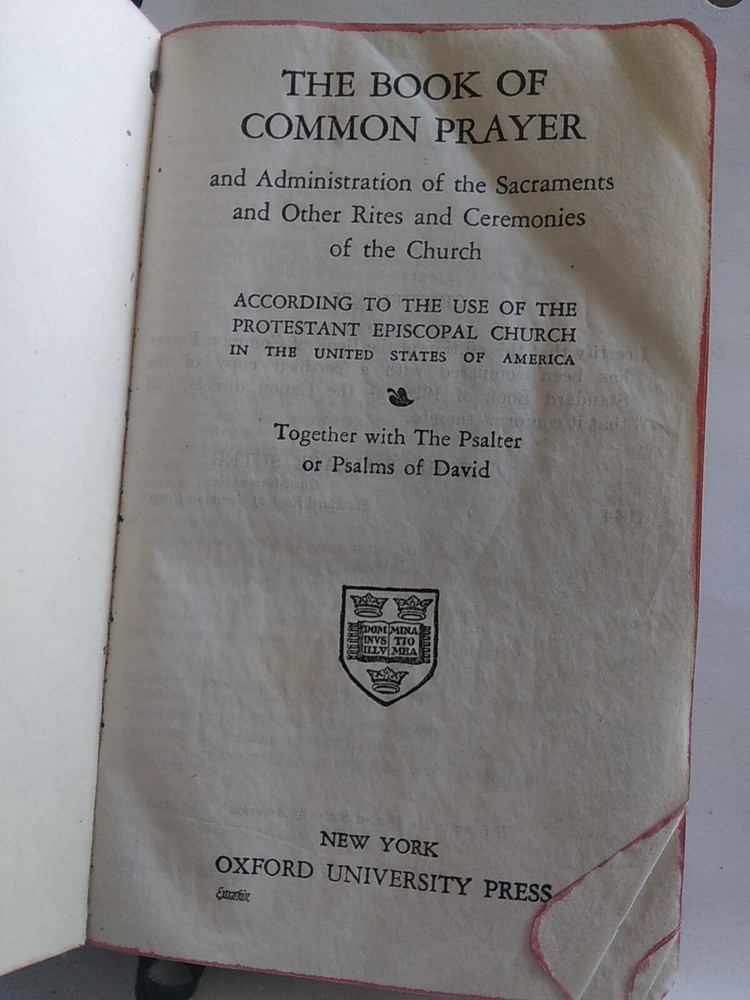 THE BOOK OF
COMMON PRAYER
and Administration of the Sacraments
and Other Rites and Ceremonies
of the Church
ACCORDING TO THE USE OF THE
PROTESTANT EPISCOPAL CHURCH
IN THE UNITED STATES OF AMERICA
Together with The Psalter
or Psalms of David
DOM MINA
INVS TIO
ILLV MEA
NEW YORK
OXFORD UNIVERSITY PRESS